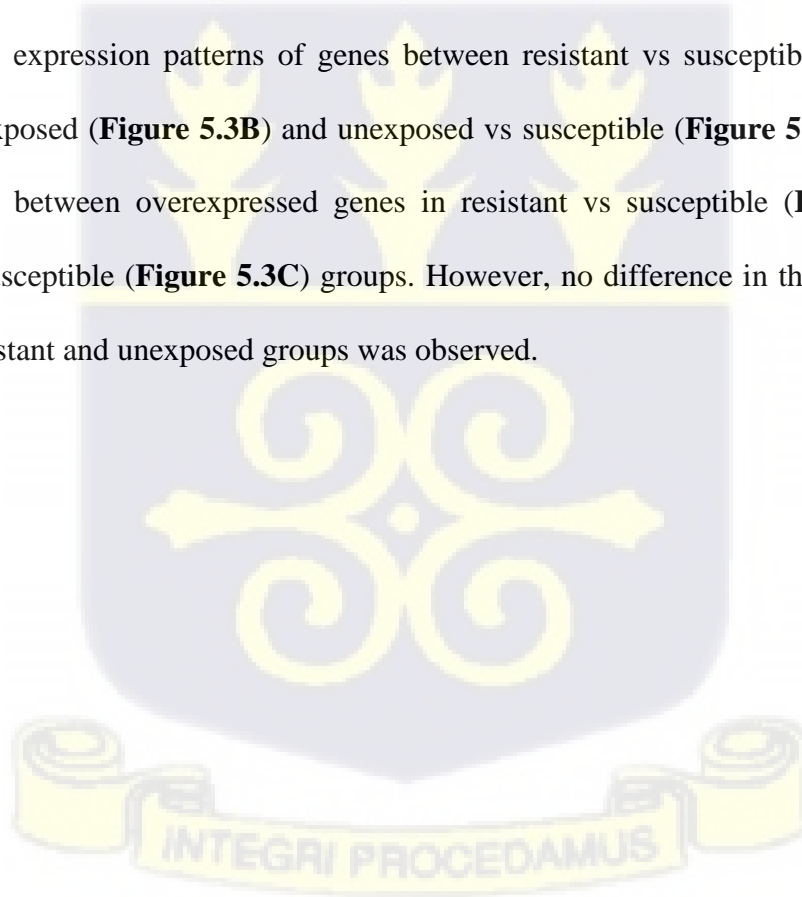 expression patterns of genes between resistant vs susceptib
xposed (Figure 5.3B) and unexposed vs susceptible (Figure 5
between overexpressed genes in resistant vs susceptible (
usceptible (Figure 5.3C) groups. However, no difference in th
stant and unexposed groups was observed.
INTEGRI PROCEDAMUS